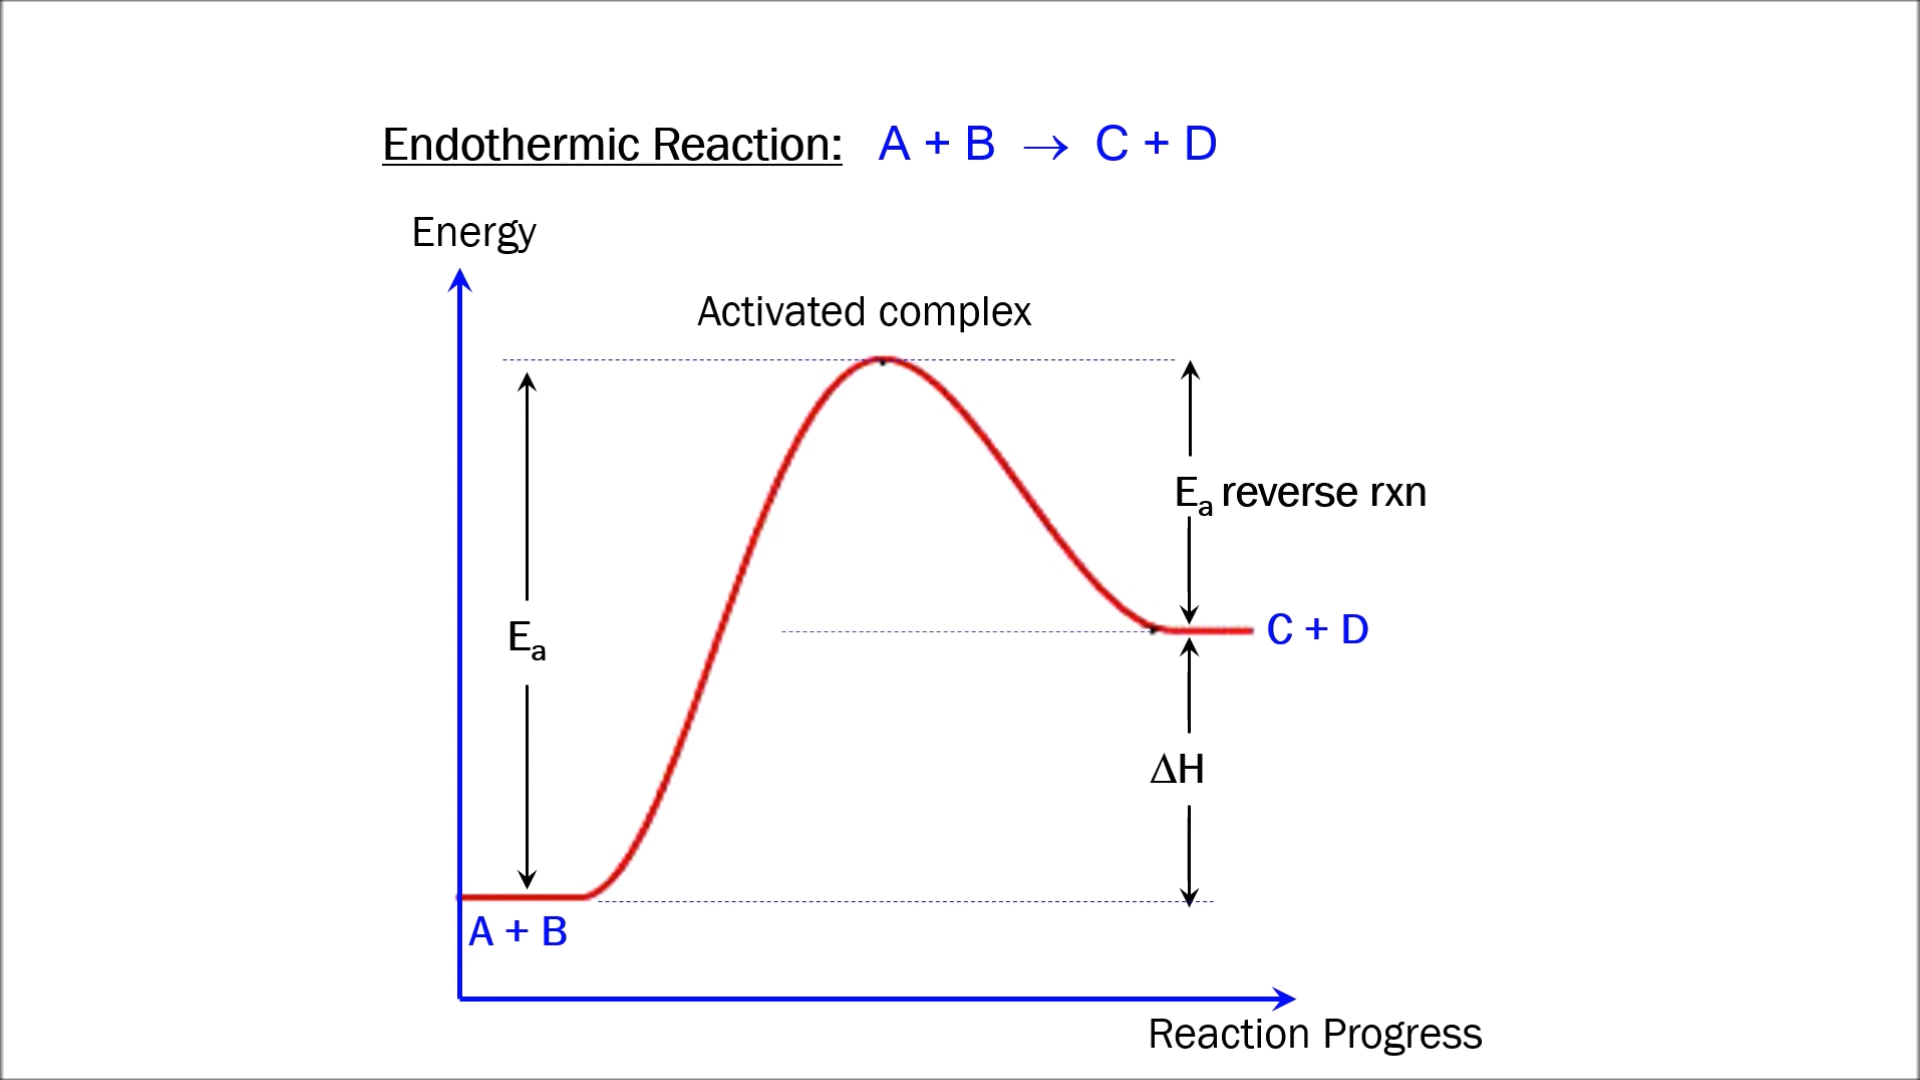 Endothermic Reaction: A + B → C + D
Energy
Activated complex
Ea reverse rxn
Ea
C + D
ΔH
A + B
Reaction Progress